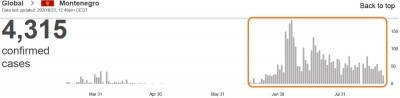 Global > Montenegro
Back to top
Data last updated: 2020/8/23, 12:48pm CEST
4,315
confirmed
cases
150
100
50
0
Mar 31 Apr 30 May 31 Jun 30 Jul 31